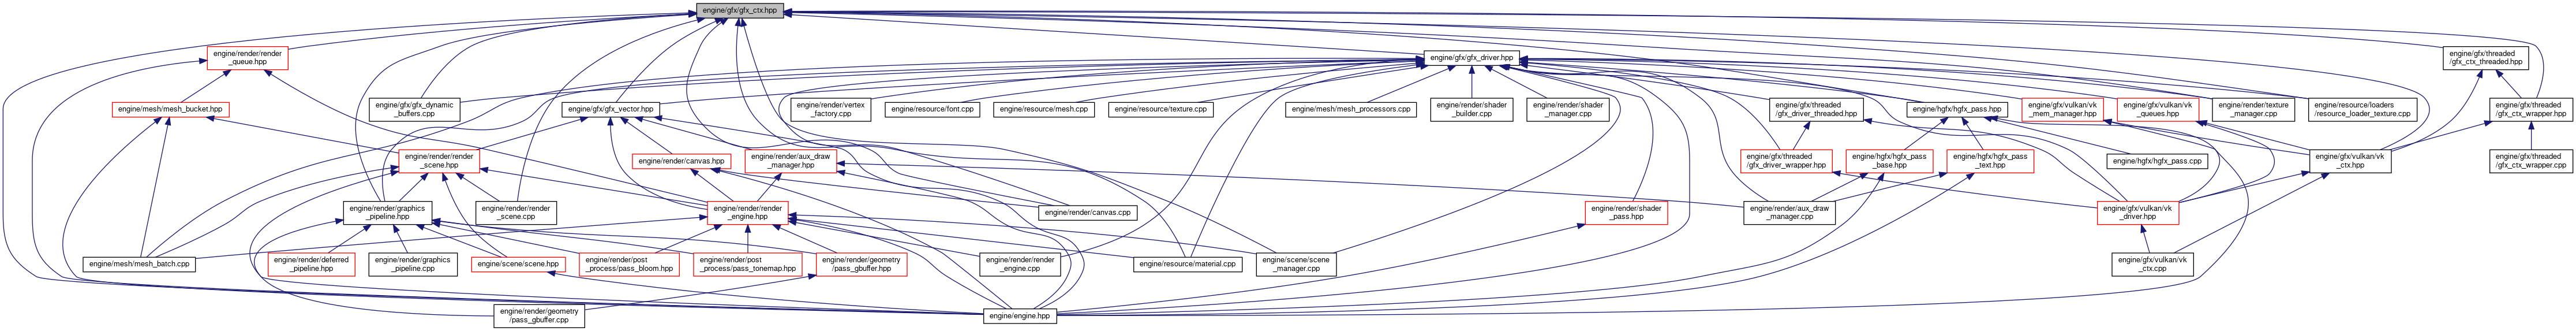 engine/gfx/gfx_ctx.hpp
engine/render/render
_queue.hpp
engine/gfx/gfx_driver.hpp
engine/gfx/threaded
/gfx_ctx_threaded.hpp
engine/mesh/mesh_bucket.hpp
engine/gfx/gfx_dynamic
_buffers.cpp
engine/gfx/gfx_vector.hpp
engine/render/vertex
_factory.cpp
engine/resource/font.cpp
engine/resource/mesh.cpp
engine/resource/texture.cpp
engine/mesh/mesh_processors.cpp
engine/render/shader
_builder.cpp
engine/render/shader
_manager.cpp
engine/gfx/threaded
/gfx_driver_threaded.hpp
engine/hgfx/hgfx_pass.hpp
engine/gfx/vulkan/vk
_mem_manager.hpp
engine/gfx/vulkan/vk
_queues.hpp
engine/render/texture
_manager.cpp
engine/resource/loaders
/resource_loader_texture.cpp
engine/gfx/threaded
/gfx_ctx_wrapper.hpp
engine/render/render
_scene.hpp
engine/render/canvas.hpp
engine/render/aux_draw
_manager.hpp
engine/gfx/threaded
/gfx_driver_wrapper.hpp
engine/hgfx/hgfx_pass
_base.hpp
engine/hgfx/hgfx_pass
_text.hpp
engine/hgfx/hgfx_pass.cpp
engine/gfx/vulkan/vk
_ctx.hpp
engine/gfx/threaded
/gfx_ctx_wrapper.cpp
engine/render/graphics
_pipeline.hpp
engine/render/render
_scene.cpp
engine/render/render
_engine.hpp
engine/render/canvas.cpp
engine/render/shader
_pass.hpp
engine/render/aux_draw
_manager.cpp
engine/gfx/vulkan/vk
_driver.hpp
engine/mesh/mesh_batch.cpp
engine/render/deferred
_pipeline.hpp
engine/render/graphics
_pipeline.cpp
engine/scene/scene.hpp
engine/render/post
_process/pass_bloom.hpp
engine/render/post
_process/pass_tonemap.hpp
engine/render/geometry
/pass_gbuffer.hpp
engine/render/render
_engine.cpp
engine/resource/material.cpp
engine/scene/scene
_manager.cpp
engine/gfx/vulkan/vk
_ctx.cpp
engine/render/geometry
/pass_gbuffer.cpp
engine/engine.hpp